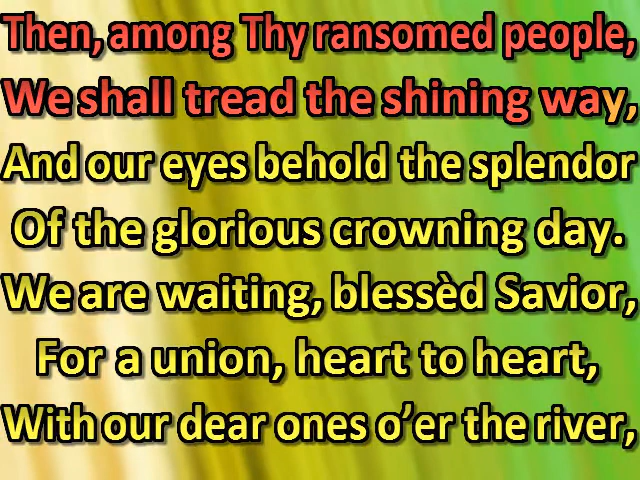 Then, among Thy ransomed people,
We shall tread the shining way,
And our eyes behold the splendor
Of the glorious crowning day.
We are waiting, blessèd Savior,
For a union, heart to heart,
With our dear ones o’er the river,